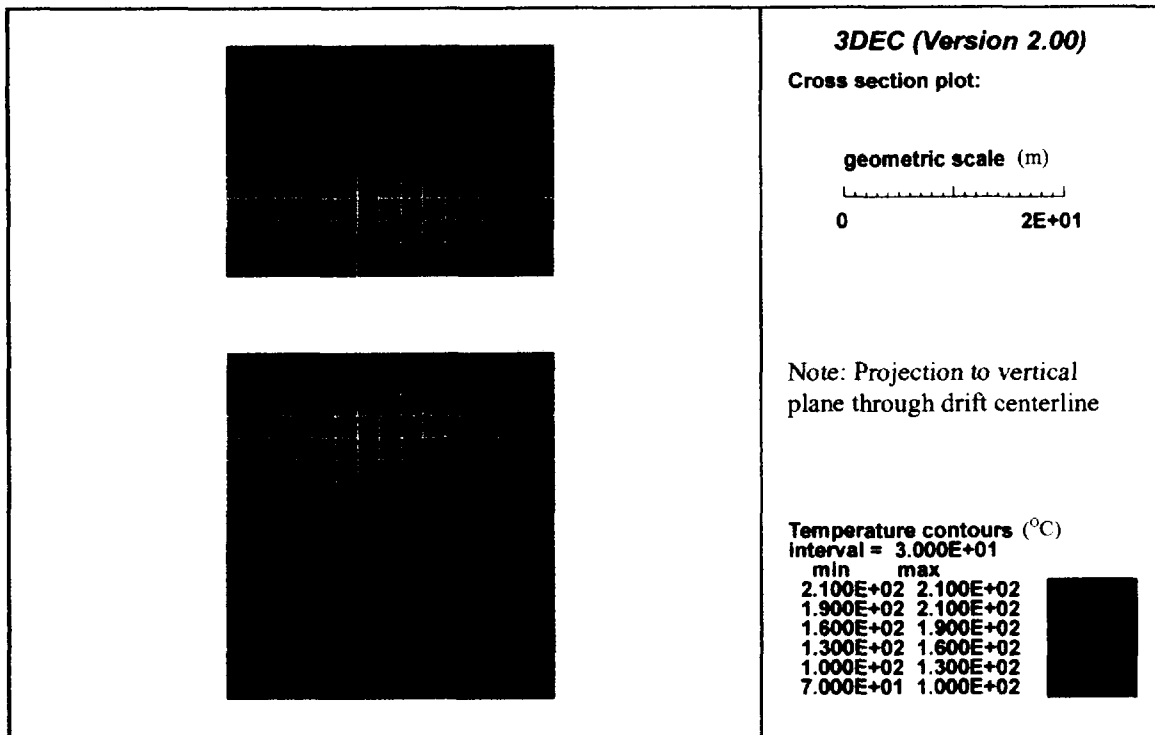 3DEC (Version 2.00)
Cross section plot:
geometric scale (m)
0 2E+01
Note: Projection to vertical
plane through drift centerline
Temperature contours (°C)
interval = 3.000E+01
min max
2.100E+02 2.100E+02
1.900E+02 2.100E+02
1.600E+02 1.900E+02
1.300E+02 1.600E+02
1.000E+02 1.300E+02
7.000E+01 1.000E+02